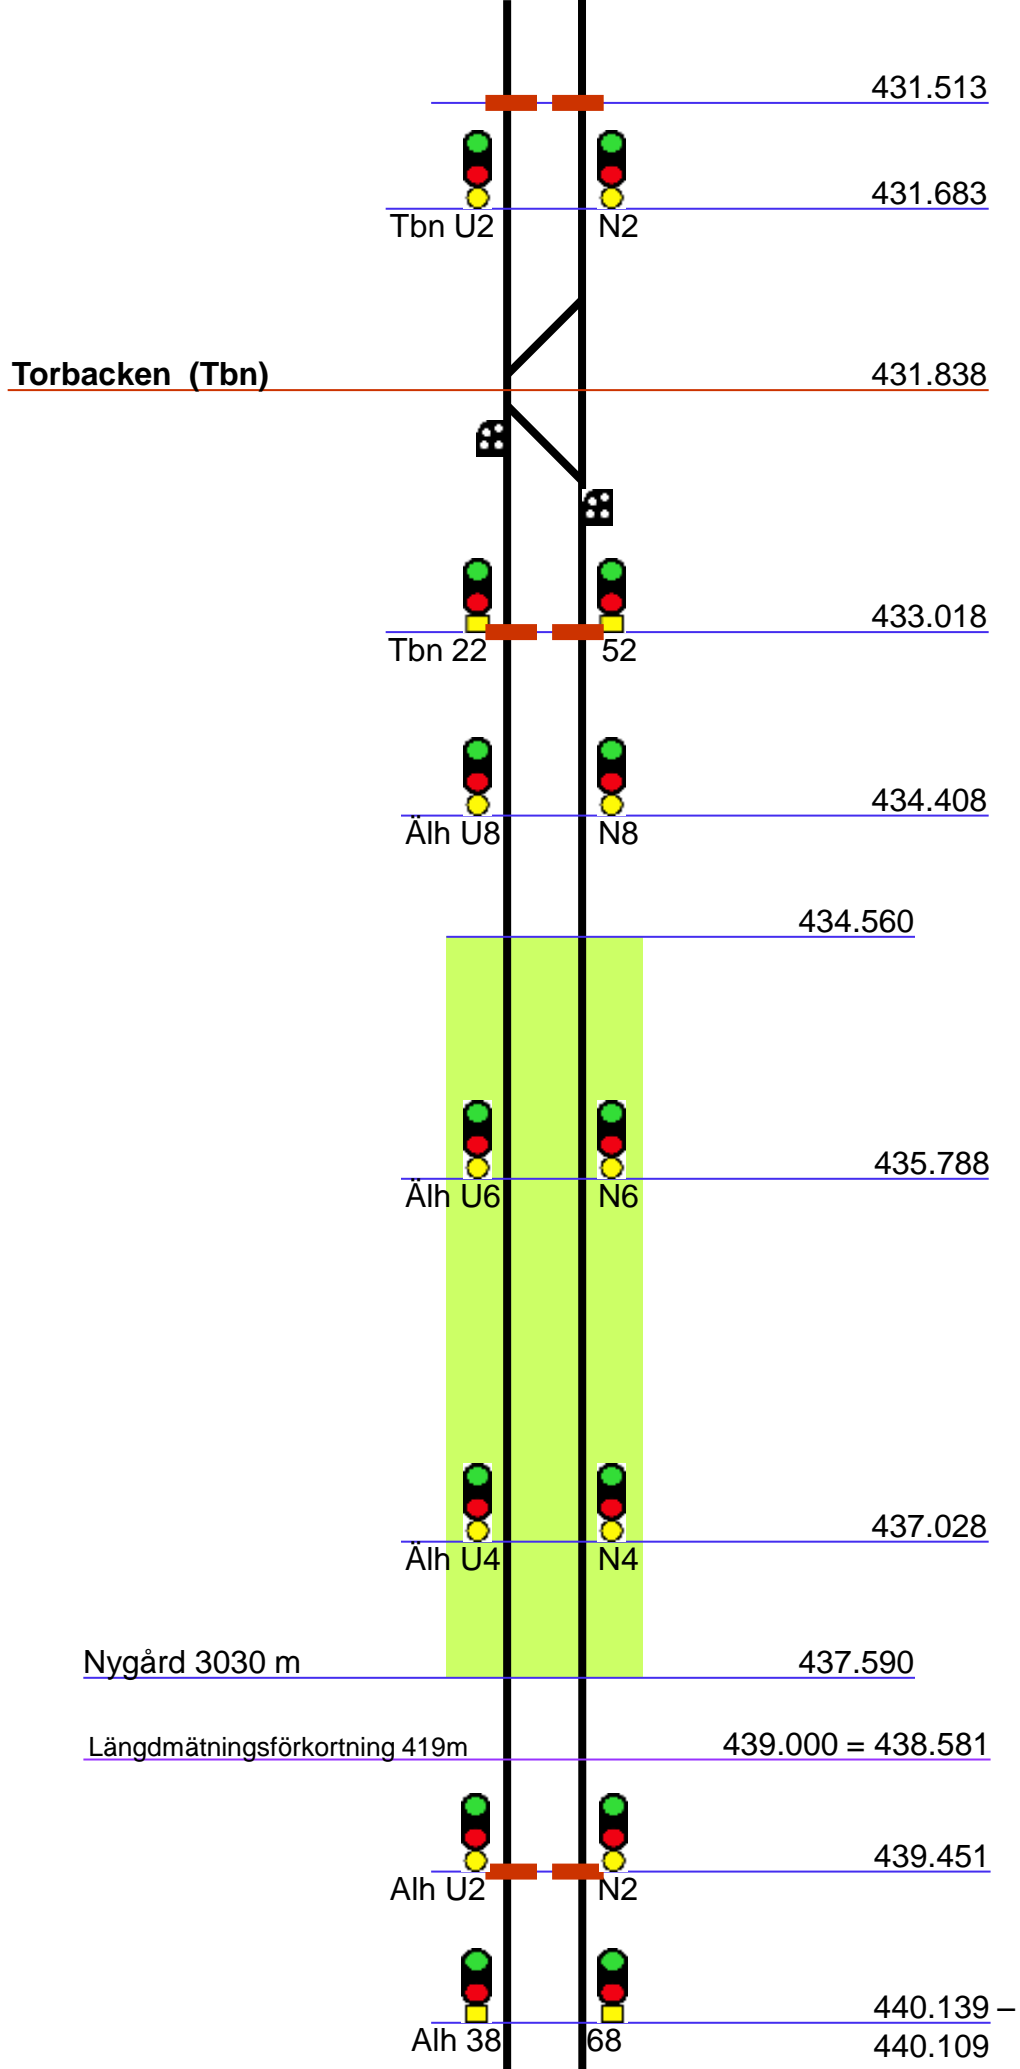 431.513
431.683
Tbn U2 N2
Torbacken (Tbn) 431.838
433.018
Tbn 22 52
434.408
Älh U8 N8
434.560
435.788
Älh U6 N6
437.028
Älh U4 N4
Nygård 3030 m 437.590
Längdmätningsförkortning 419m 439.000 = 438.581
439.451
Alh U2 N2
440.139 –
Alh 38 68 440.109